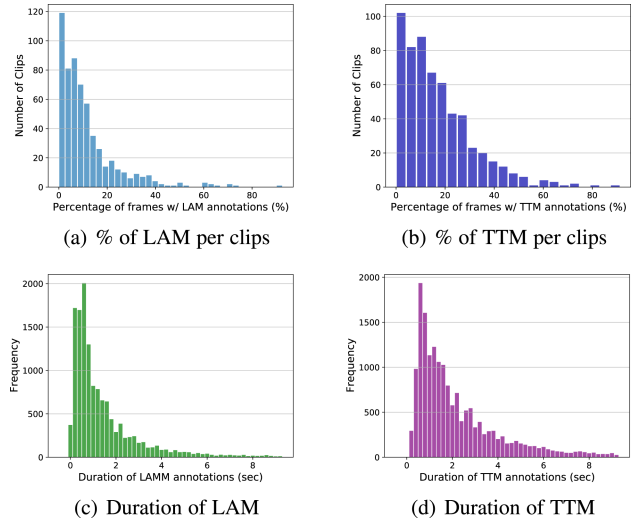 120
100
80
60
40
20
0
Number of Clips
0 20 40 60 80
Percentage of frames w/ LAM annotations (%)
(a) % of LAM per clips
100
80
60
40
20
0
Number of Clips
0 20 40 60 80
Percentage of frames w/ TTM annotations (%)
(b) % of TTM per clips
2000
1500
1000
500
0
Frequency
0 2 4 6 8
Duration of LAMM annotations (sec)
(c) Duration of LAM
2000
1750
1500
1250
1000
750
500
250
0
Frequency
0 2 4 6 8
Duration of TTM annotations (sec)
(d) Duration of TTM